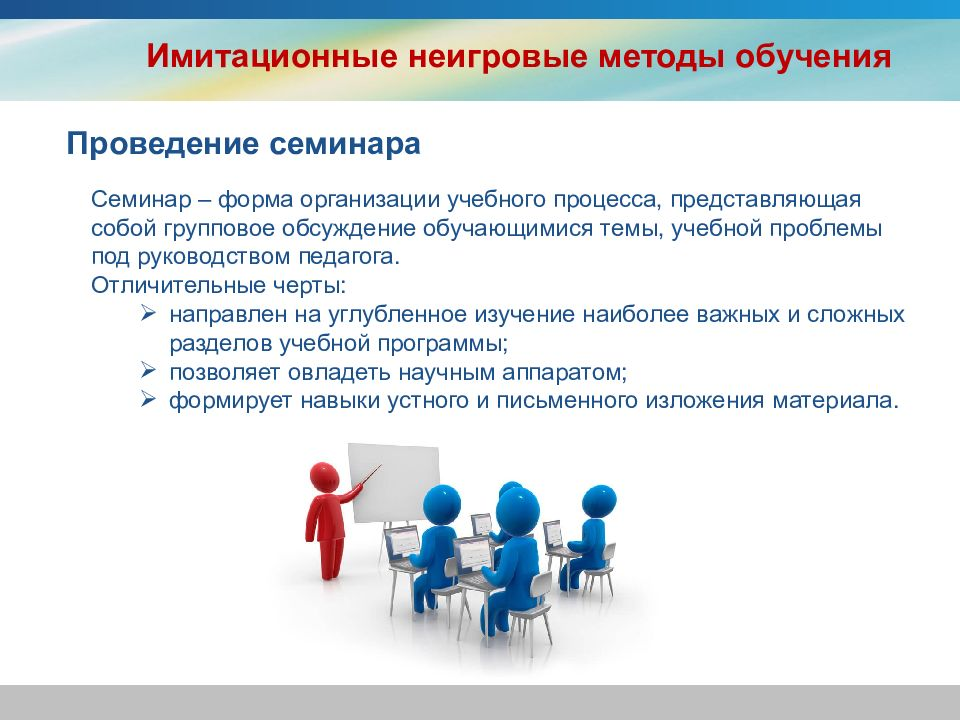 Имитационные неигровые методы обучения
Проведение семинара
Семинар – форма организации учебного процесса, представляющая
собой групповое обсуждение обучающимися темы, учебной проблемы
под руководством педагога.
Отличительные черты:
направлен на углубленное изучение наиболее важных и сложных
разделов учебной программы;
позволяет овладеть научным аппаратом;
формирует навыки устного и письменного изложения материала.